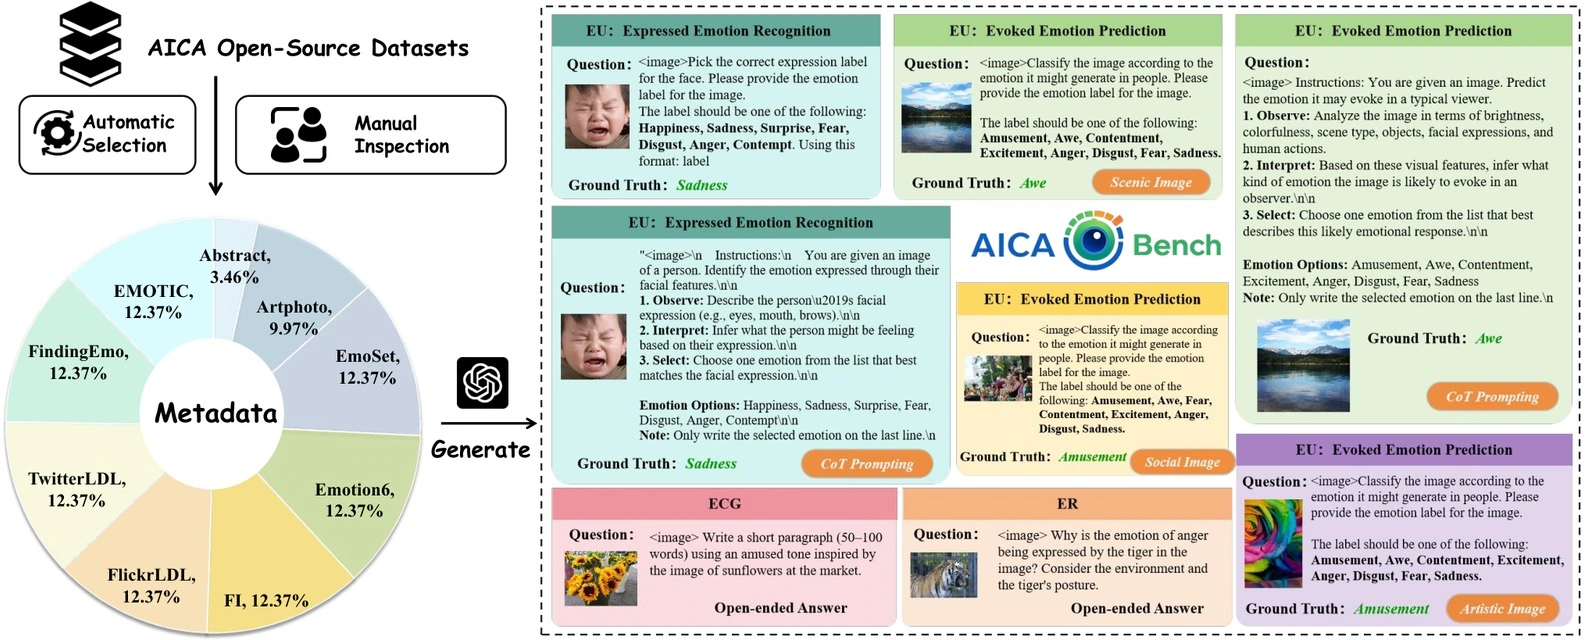 AICA Open-Source Datasets
Automatic
Selection
Manual
Inspection
Abstract,
3.46%
Artphoto,
9.97%
EMOTIC,
12.37%
EmoSet,
12.37%
FindingEmo,
12.37%
Metadata
TwitterLDL,
12.37%
Emotion6,
12.37%
FlickrLDL,
12.37%
FI, 12.37%
Generate
EU: Expressed Emotion Recognition
Question:
<image>Pick the correct expression label
for the face. Please provide the emotion
label for the image.
The label should be one of the following:
Happiness, Sadness, Surprise, Fear,
Disgust, Anger, Contempt. Using this
format: label
Ground Truth: Sadness
EU: Evoked Emotion Prediction
Question:
<image>Classify the image according to the
emotion it might generate in people. Please
provide the emotion label for the image.
The label should be one of the following:
Amusement, Awe, Contentment,
Excitement, Anger, Disgust, Fear, Sadness.
Ground Truth: Awe
Scenic Image
EU: Evoked Emotion Prediction
Question:
<image> Instructions: You are given an image. Predict
the emotion it may evoke in a typical viewer.
1. Observe: Analyze the image in terms of brightness,
colorfulness, scene type, objects, facial expressions, and
human actions.
2. Interpret: Based on these visual features, infer what
kind of emotion the image is likely to evoke in an
observer.\n\n
3. Select: Choose one emotion from the list that best
describes this likely emotional response.\n\n
Emotion Options: Amusement, Awe, Contentment,
Excitement, Anger, Disgust, Fear, Sadness
Note: Only write the selected emotion on the last line.\n
Ground Truth: Awe
CoT Prompting
EU: Expressed Emotion Recognition
Question:
"<image>\n Instructions:\n You are given an image
of a person. Identify the emotion expressed through their
facial features.\n\n
1. Observe: Describe the person\u2019s facial
expression (e.g., eyes, mouth, brows).\n\n
2. Interpret: Infer what the person might be feeling
based on their expression.\n\n
3. Select: Choose one emotion from the list that best
matches the facial expression.\n\n
Emotion Options: Happiness, Sadness, Surprise, Fear,
Disgust, Anger, Contempt\n\n
Note: Only write the selected emotion on the last line.\n
Ground Truth: Sadness
CoT Prompting
AICA Bench
EU: Evoked Emotion Prediction
Question:
<image>Classify the image according
to the emotion it might generate in
people. Please provide the emotion
label for the image.
The label should be one of the
following: Amusement, Awe, Fear,
Contentment, Excitement, Anger,
Disgust, Sadness.
Ground Truth: Amusement
Social Image
ECG
Question:
<image> Write a short paragraph (50–100
words) using an amused tone inspired by
the image of sunflowers at the market.
Open-ended Answer
ER
Question:
<image> Why is the emotion of anger
being expressed by the tiger in the
image? Consider the environment and
the tiger's posture.
Open-ended Answer
EU: Evoked Emotion Prediction
Question:
<image>Classify the image according to the
emotion it might generate in people. Please
provide the emotion label for the image.
The label should be one of the following:
Amusement, Awe, Contentment, Excitement,
Anger, Disgust, Fear, Sadness.
Ground Truth: Amusement
Artistic Image